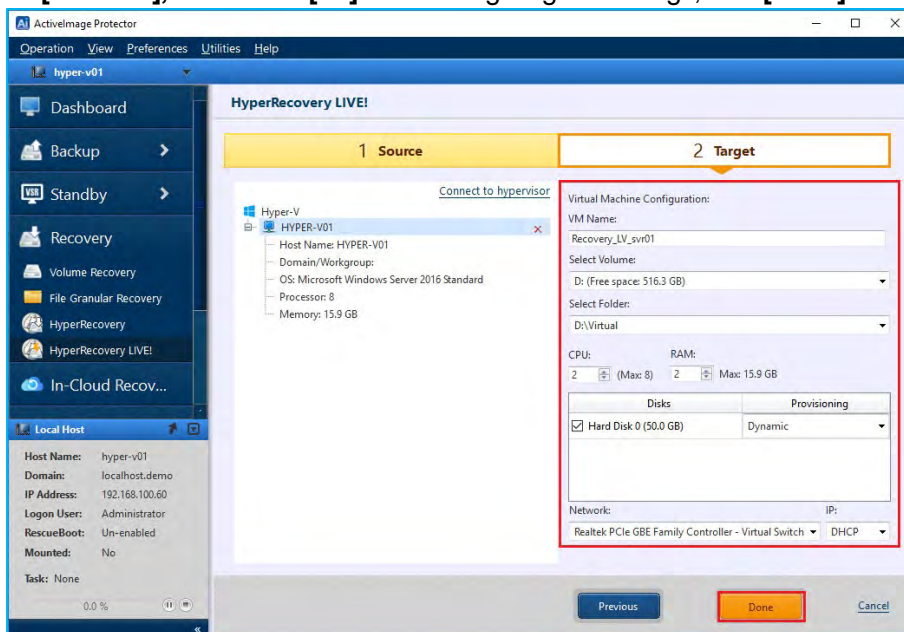 ActiveImage Protector
Operation View Preferences Utilities Help
hyper-v01
Dashboard
Backup
Standby
Recovery
Volume Recovery
File Granular Recovery
HyperRecovery
HyperRecovery LIVE!
In-Cloud Recov...
Local Host
Host Name: hyper-v01
Domain: localhost.demo
IP Address: 192.168.100.60
Logon User: Administrator
RescueBoot: Un-enabled
Mounted: No
Task: None
0.0 %
HyperRecovery LIVE!
1 Source
2 Target
Connect to hypervisor
Hyper-V
HYPER-V01
Host Name: HYPER-V01
Domain/Workgroup:
OS: Microsoft Windows Server 2016 Standard
Processor: 8
Memory: 15.9 GB
Virtual Machine Configuration:
VM Name:
Recovery_LV_svr01
Select Volume:
D: (Free space: 516.3 GB)
Select Folder:
D:\Virtual
CPU: RAM:
2 (Max: 8) 2 Max: 15.9 GB
Disks Provisioning
Hard Disk 0 (50.0 GB) Dynamic
Network: IP:
Realtek PCIe GBE Family Controller - Virtual Switch DHCP
Previous Done Cancel